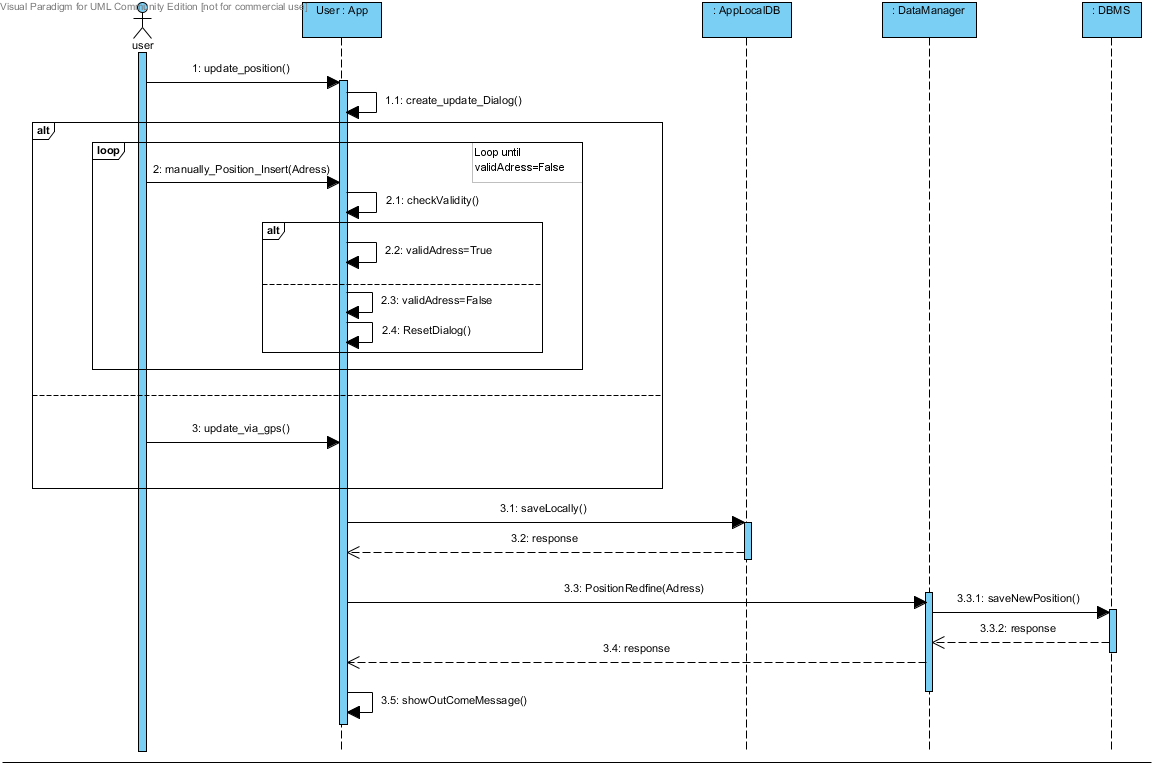 Visual Paradigm for UML Community Edition [not for commercial use]
user
User : App
: AppLocalDB
: DataManager
: DBMS
1: update_position()
1.1: create_update_Dialog()
alt
loop
Loop until
validAdress=False
2: manually_Position_Insert(Adress)
2.1: checkValidity()
alt
2.2: validAdress=True
2.3: validAdress=False
2.4: ResetDialog()
3: update_via_gps()
3.1: saveLocally()
3.2: response
3.3: PositionRedfine(Adress)
3.3.1: saveNewPosition()
3.3.2: response
3.4: response
3.5: showOutComeMessage()